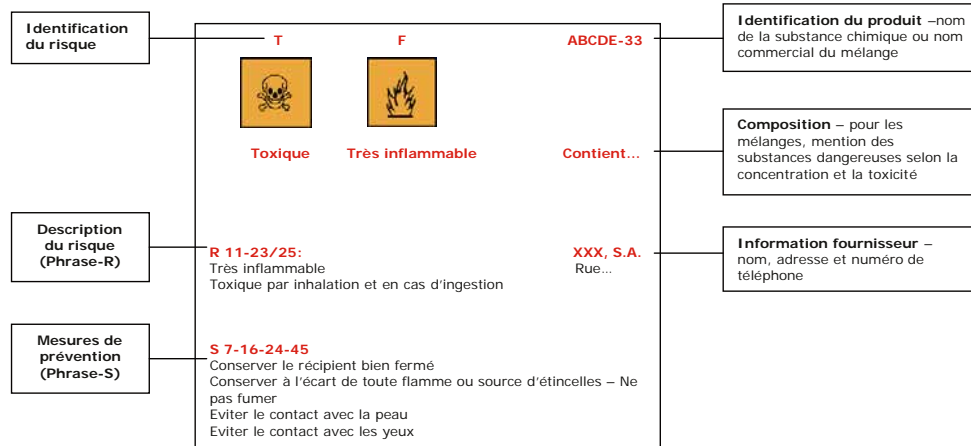 Identification
du risque
T
F
ABCDE-33
Identification du produit –nom
de la substance chimique ou nom
commercial du mélange
Toxique
Très inflammable
Contient...
Composition – pour les
mélanges, mention des
substances dangereuses selon la
concentration et la toxicité
Description
du risque
(Phrase-R)
R 11-23/25:
Très inflammable
Toxique par inhalation et en cas d'ingestion
XXX, S.A.
Rue...
Information fournisseur –
nom, adresse et numéro de
téléphone
Mesures de
prévention
(Phrase-S)
S 7-16-24-45
Conserver le récipient bien fermé
Conserver à l'écart de toute flamme ou source d'étincelles – Ne
pas fumer
Eviter le contact avec la peau
Eviter le contact avec les yeux